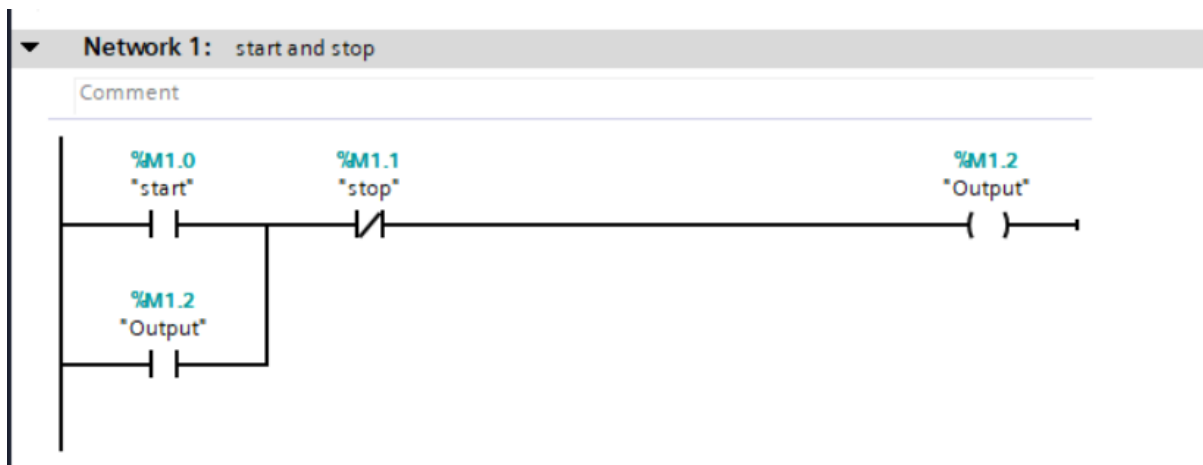 Network 1: start and stop
Comment
%M1.0 %M1.1 %M1.2
"start" "stop" "Output"
%M1.2
"Output"